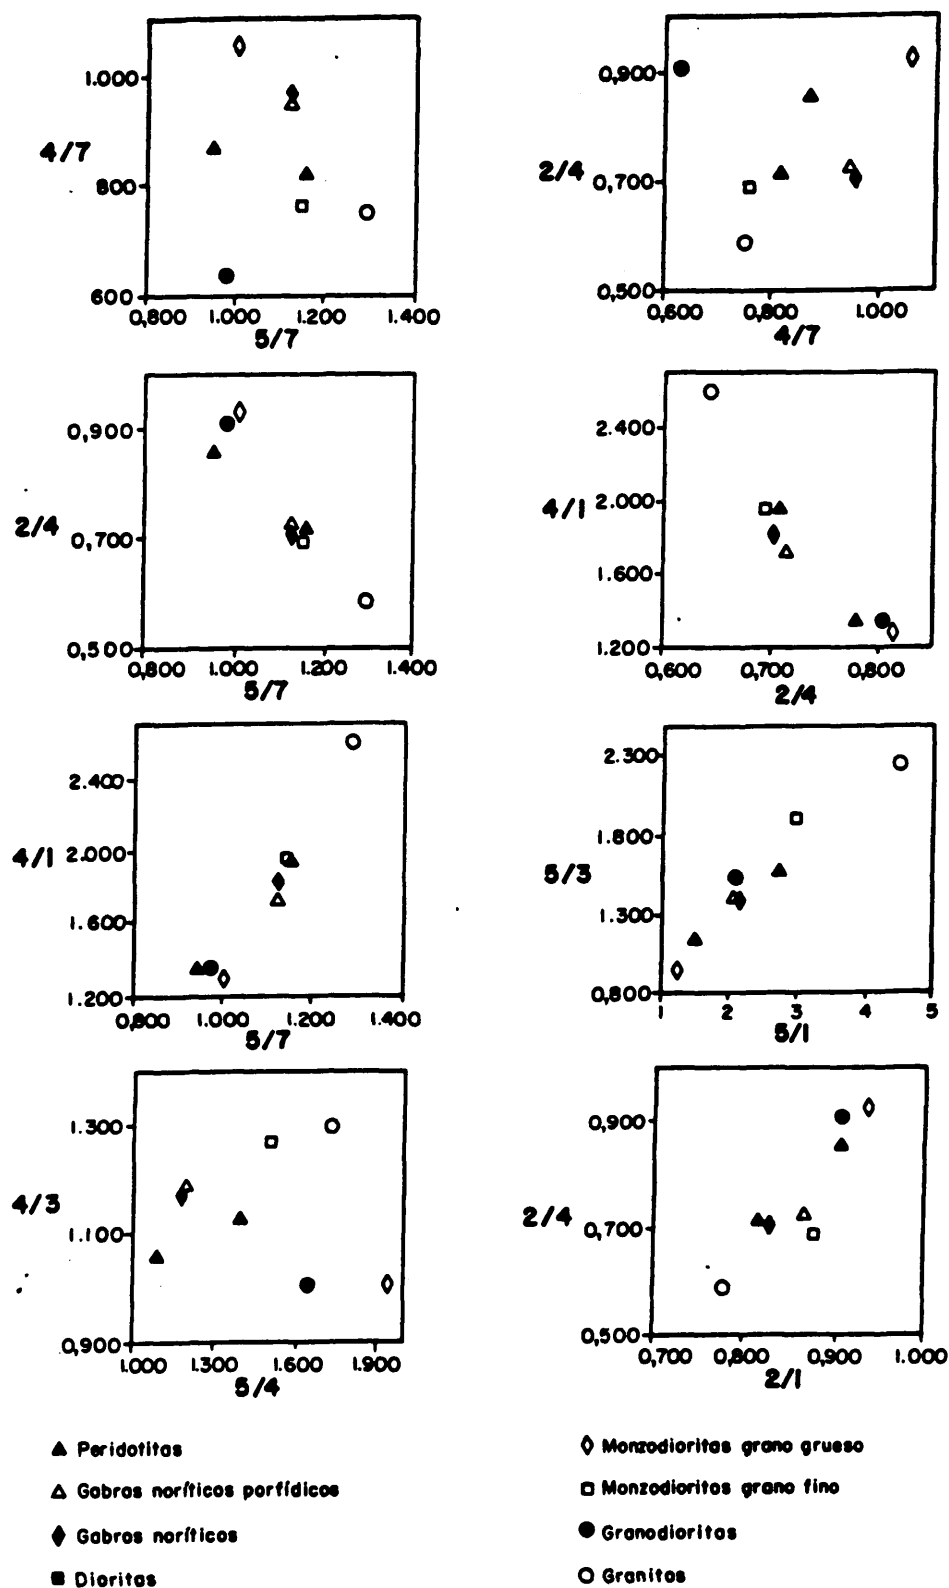 1.000
4/7
800
600
0,800 1.000 1.200 1.400
5/7
0,900
2/4
0,700
0,500
0,600 0,800 1.000
4/7
0,900
2/4
0,700
0,500
0,800 1.000 1.200 1.400
5/7
2.400
4/1
2.000
1.600
1.200
0,600 0,700 0,800
2/4
2.400
4/1
2.000
1.600
1.200
0,800 1.000 1.200 1.400
5/7
2.300
1.800
5/3
1.300
0,800
1 2 3 4 5
5/1
1.300
4/3
1.100
0,900
1.000 1.300 1.600 1.900
5/4
0,900
2/4
0,700
0,500
0,700 0,800 0,900 1.000
2/1
Peridotitas
Gabros noríticos porfídicos
Gabros noríticos
Dioritas
Monzodioritas grano grueso
Monzodioritas grano fino
Granodioritas
Granitos